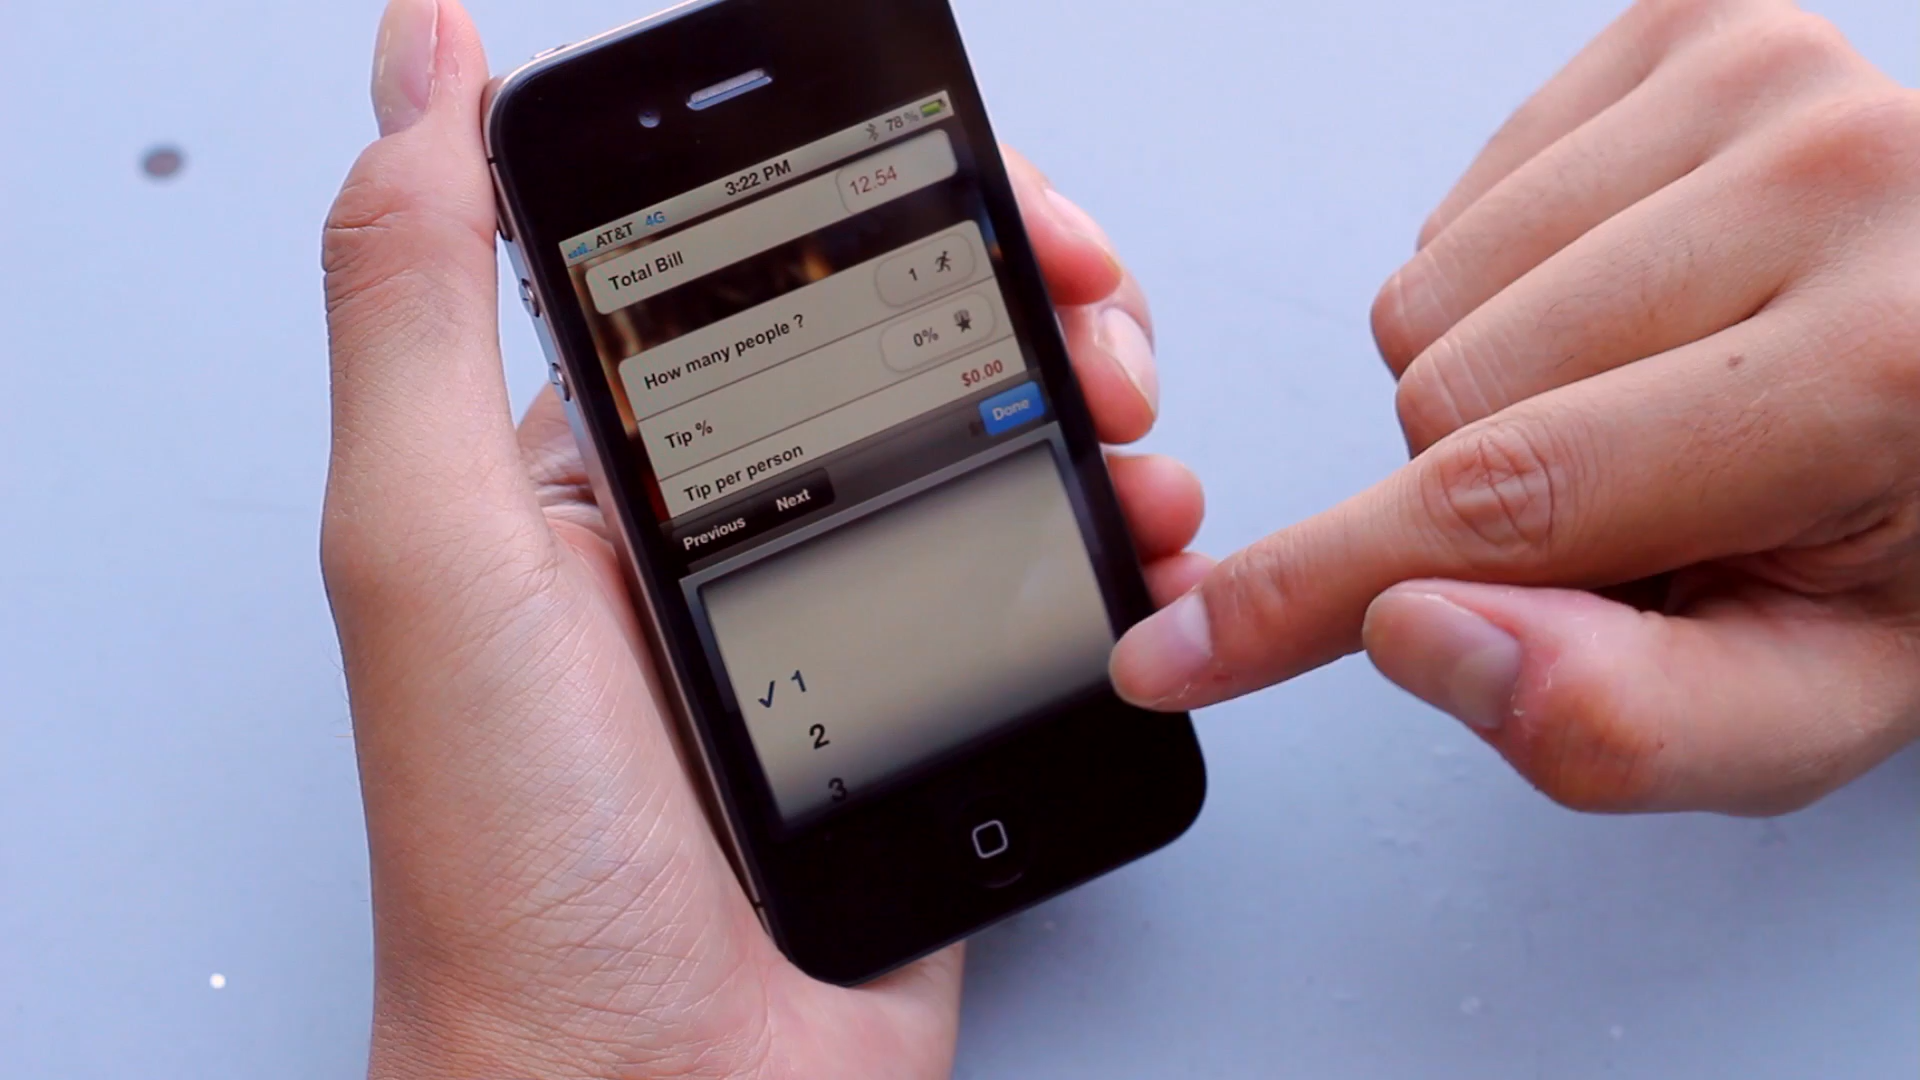 AT&T 4G 3:22 PM 78%
Total Bill 12.54
How many people ? 1
Tip % 0%
Tip per person $0.00
Previous Next Done
✓ 1
2
3